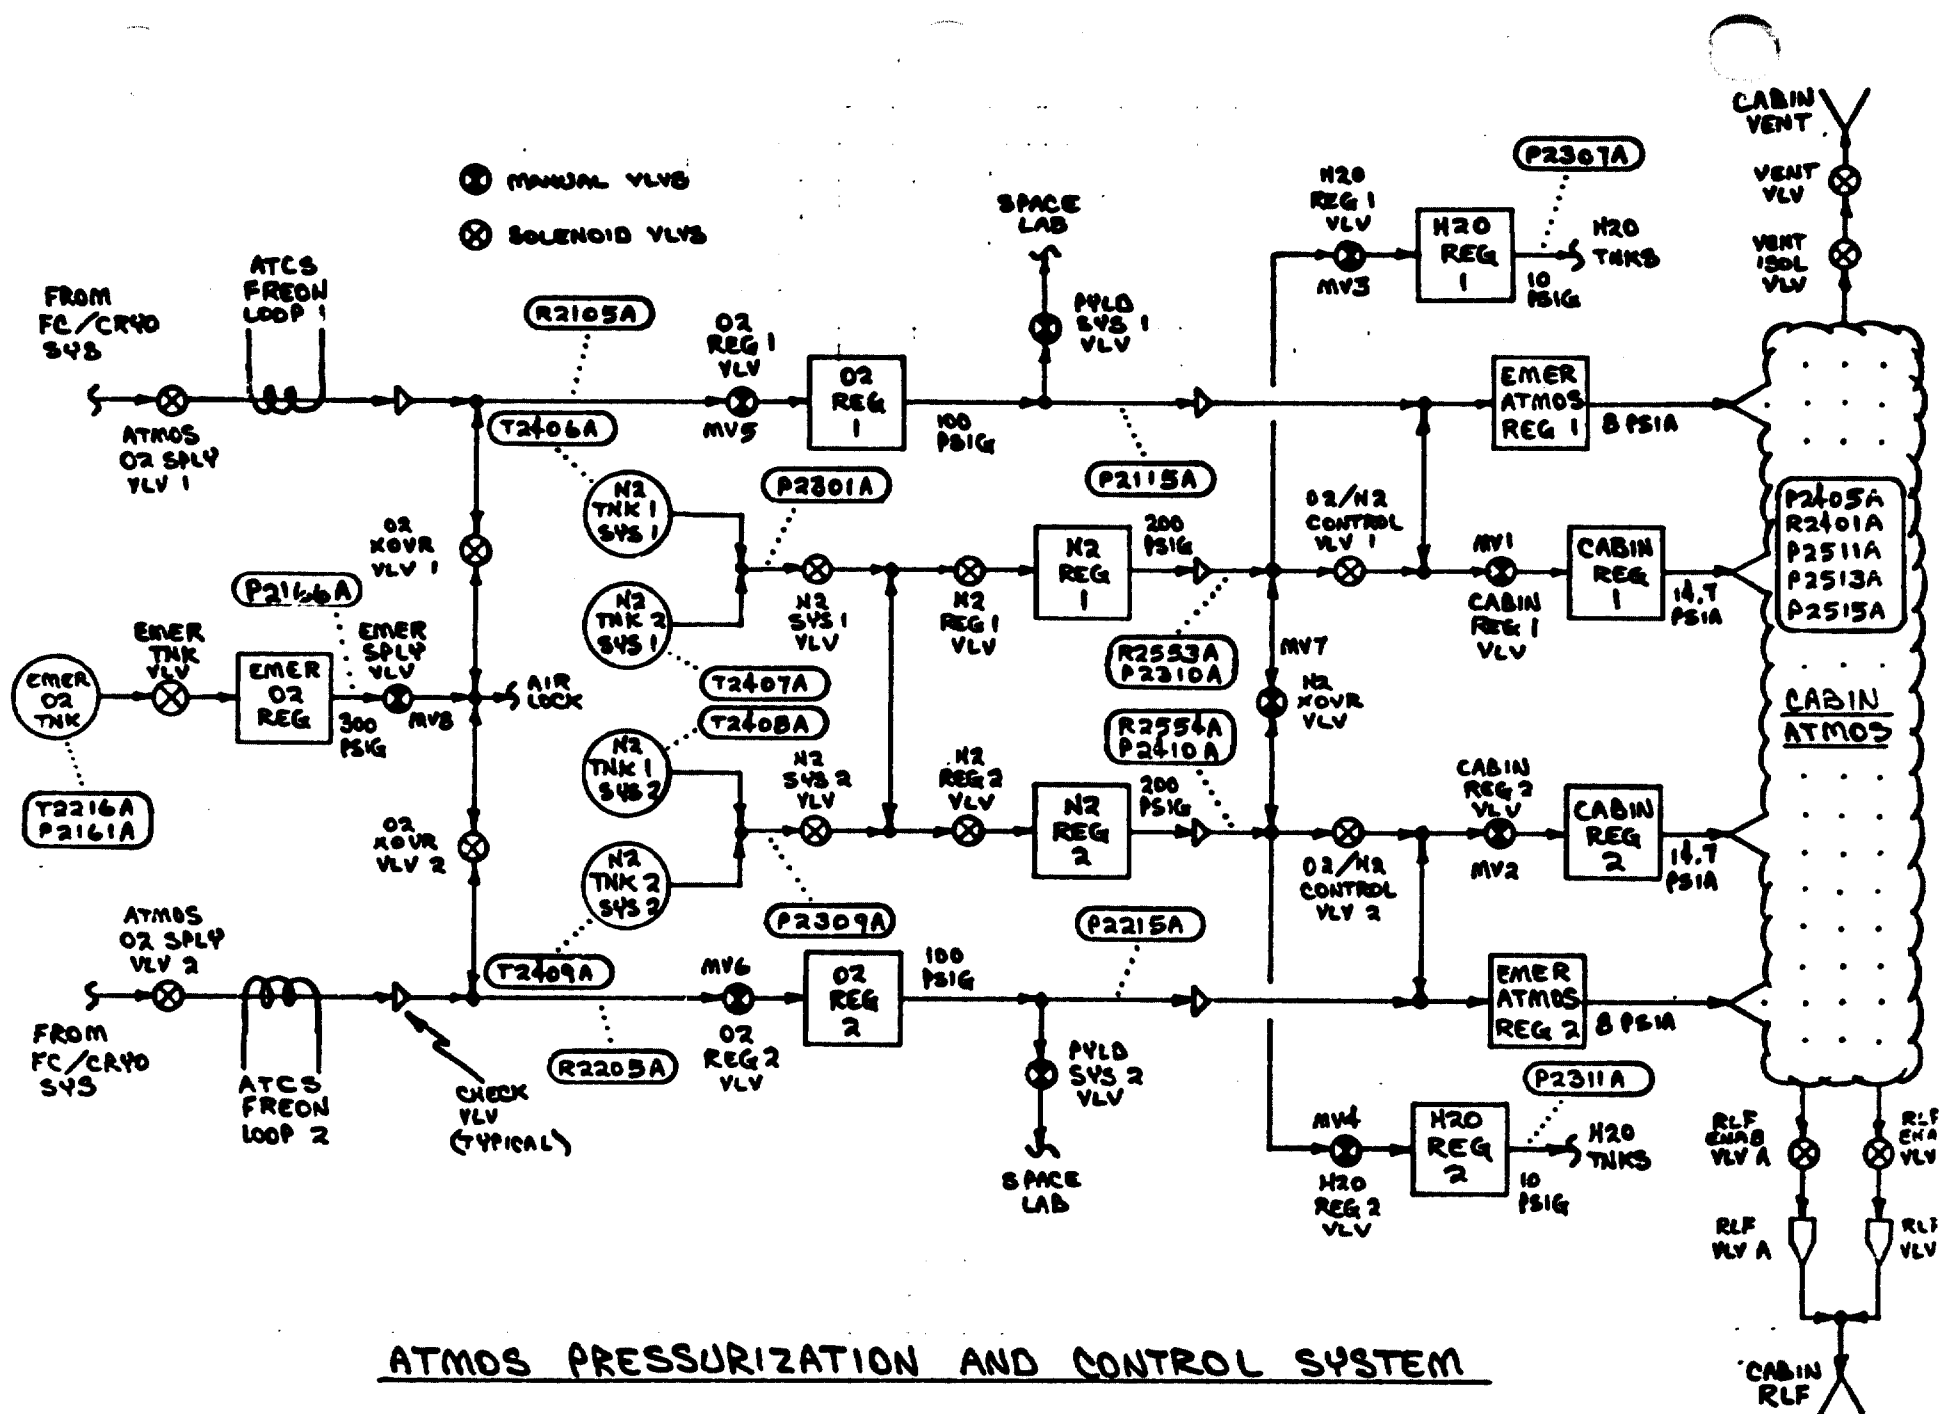 CABIN
VENT
P2307A
MANUAL VLVS
SOLENOID VLVS
VENT
VLV
VENT
ISOL
VLV
SPACE
LAB
H20
REG 1
VLV
MV3
H20
REG
1
10
PSIG
H20
TNKS
FROM
FC/CRYO
SYS
ATCS
FREON
LOOP 1
R2105A
O2
REG 1
VLV
MV5
O2
REG
1
100
PSIG
PYLD
SYS 1
VLV
EMER
ATMOS
REG 1
8 PSIA
ATMOS
O2 SPLY
VLV 1
T2406A
P2301A
P2115A
N2
TNK 1
SYS 1
O2
XOVR
VLV 1
N2
TNK 2
SYS 1
N2
SYS 1
VLV
N2
REG 1
VLV
N2
REG
1
200
PSIG
O2/N2
CONTROL
VLV 1
MV1
CABIN
REG 1
VLV
CABIN
REG
1
14.7
PSIA
P2405A
R2401A
P2511A
P2513A
P2515A
EMER
TNK
VLV
EMER
O2
TNK
EMER
O2
REG
300
PSIG
EMER
SPLY
VLV
MV8
AIR
LOCK
T2407A
T2408A
R2553A
P2310A
MV7
N2
XOVR
VLV
R2554A
P2410A
CABIN
ATMOS
T2216A
P2161A
O2
XOVR
VLV 2
N2
TNK 1
SYS 2
N2
TNK 2
SYS 2
N2
SYS 2
VLV
N2
REG 2
VLV
N2
REG
2
200
PSIG
O2/N2
CONTROL
VLV 2
CABIN
REG 2
VLV
MV2
CABIN
REG
2
14.7
PSIA
P2309A
P2215A
ATMOS
O2 SPLY
VLV 2
T2409A
MV6
O2
REG 2
VLV
O2
REG
2
100
PSIG
EMER
ATMOS
REG 2
8 PSIA
FROM
FC/CRYO
SYS
ATCS
FREON
LOOP 2
CHECK
VLV
(TYPICAL)
R2205A
PYLD
SYS 2
VLV
SPACE
LAB
P2311A
MV4
H20
REG 2
VLV
H20
REG
2
10
PSIG
H20
TNKS
RLF
ENAB
VLV A
RLF
ENA
VLV
RLF
VLV A
RLF
VLV
CABIN
RLF
ATMOS PRESSURIZATION AND CONTROL SYSTEM